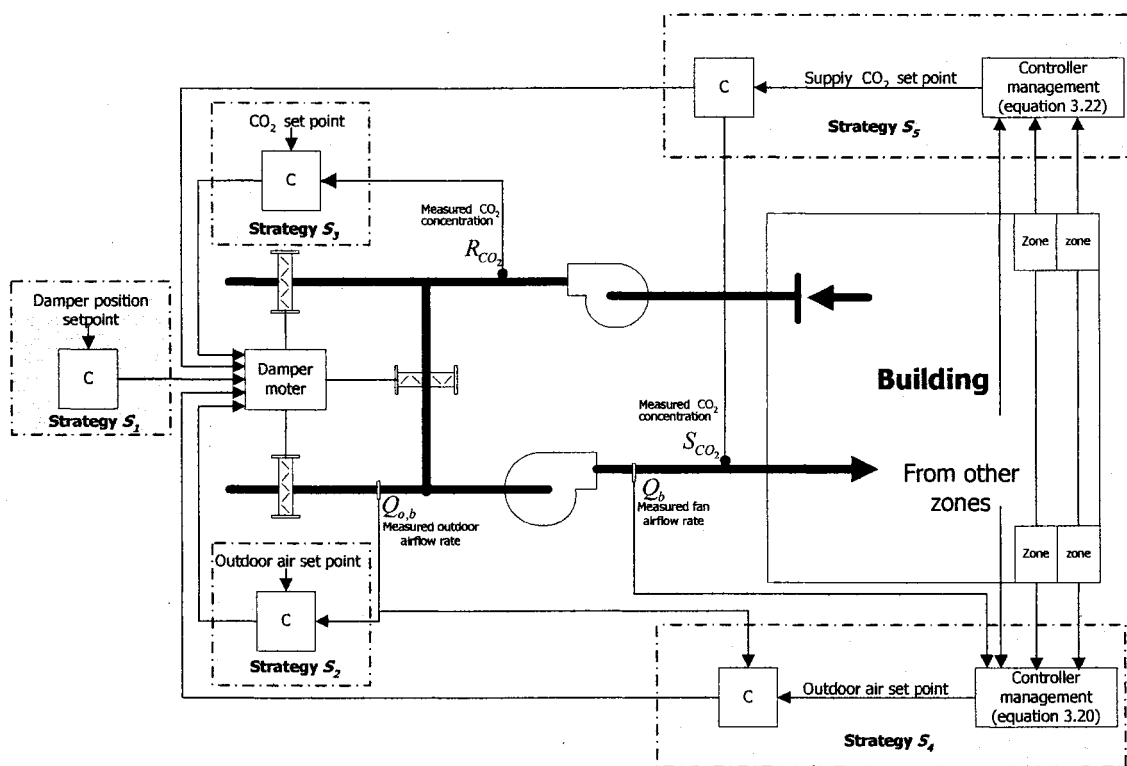 Supply CO2 set point
Controller
management
(equation 3.22)
C
Strategy S5
CO2 set point
C
Strategy S3
Measured CO2
concentration
RCO2
Zone
zone
Damper position
setpoint
C
Strategy S1
Damper
moter
Building
Measured CO2
concentration
SCO2
From other
zones
Qo,b
Measured outdoor
airflow rate
Qb
Measured fan
airflow rate
Zone
zone
Outdoor air set point
C
Strategy S2
C
Outdoor air set point
Controller
management
(equation 3.20)
Strategy S4